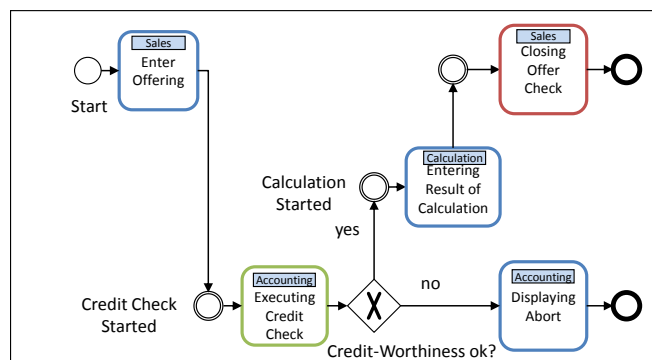 Sales
Enter
Offering
Start
Sales
Closing
Offer
Check
Calculation
Started
Calculation
Entering
Result of
Calculation
yes
Credit Check
Started
Accounting
Executing
Credit
Check
X
no
Accounting
Displaying
Abort
Credit-Worthiness ok?